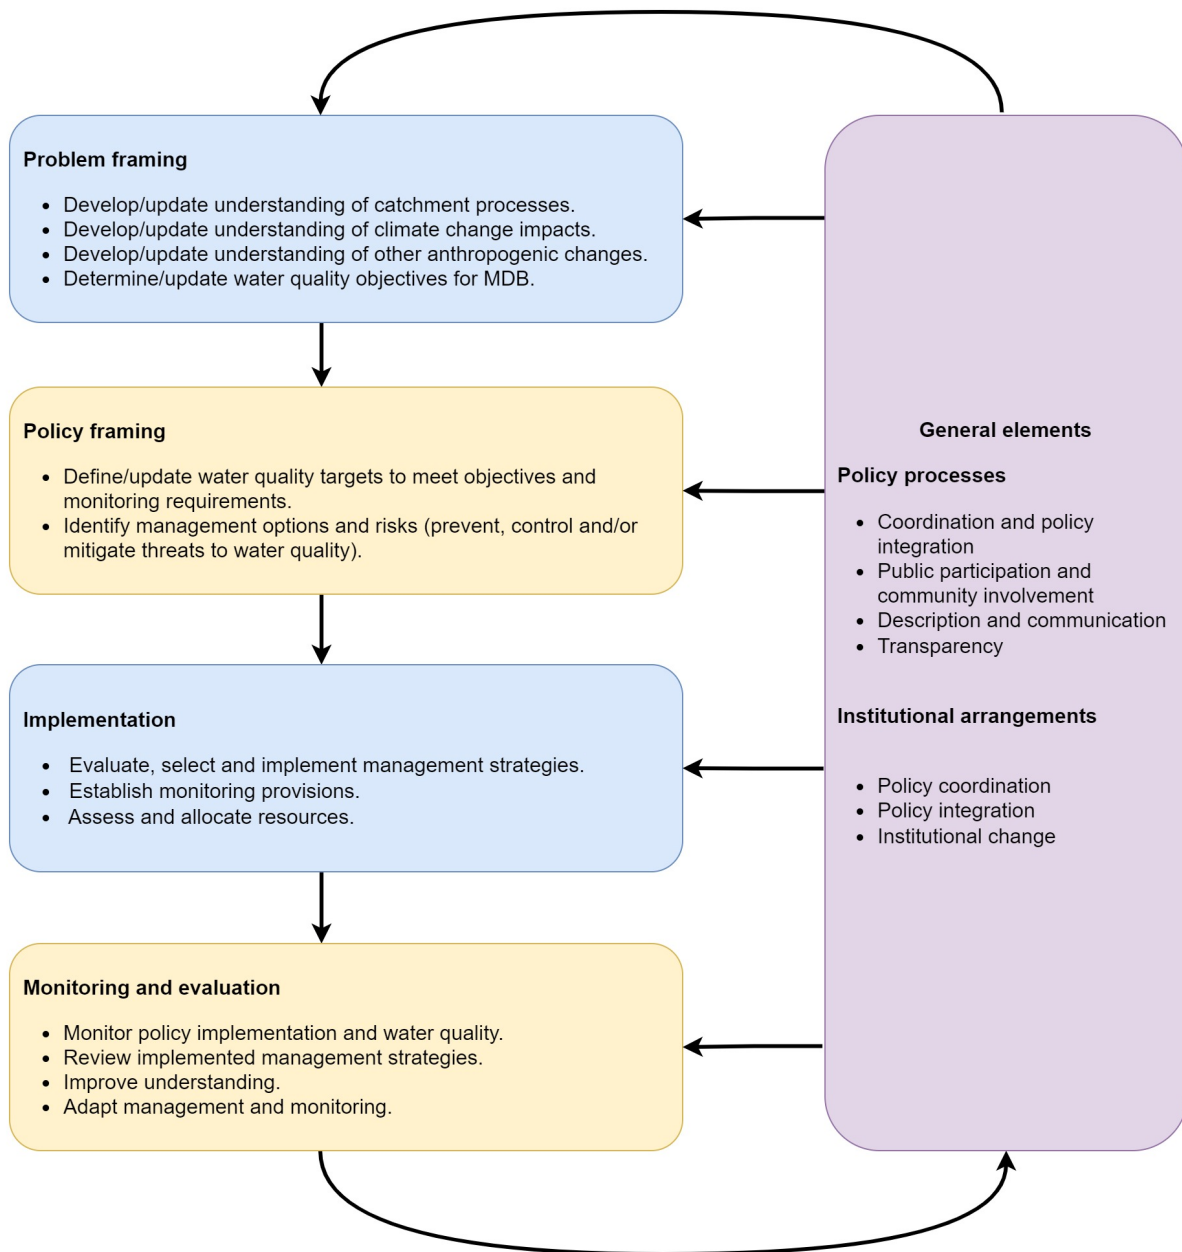 Problem framing
• Develop/update understanding of catchment processes.
• Develop/update understanding of climate change impacts.
• Develop/update understanding of other anthropogenic changes.
• Determine/update water quality objectives for MDB.
Policy framing
• Define/update water quality targets to meet objectives and
monitoring requirements.
• Identify management options and risks (prevent, control and/or
mitigate threats to water quality).
Implementation
• Evaluate, select and implement management strategies.
• Establish monitoring provisions.
• Assess and allocate resources.
Monitoring and evaluation
• Monitor policy implementation and water quality.
• Review implemented management strategies.
• Improve understanding.
• Adapt management and monitoring.
General elements
Policy processes
• Coordination and policy
integration
• Public participation and
community involvement
• Description and communication
• Transparency
Institutional arrangements
• Policy coordination
• Policy integration
• Institutional change